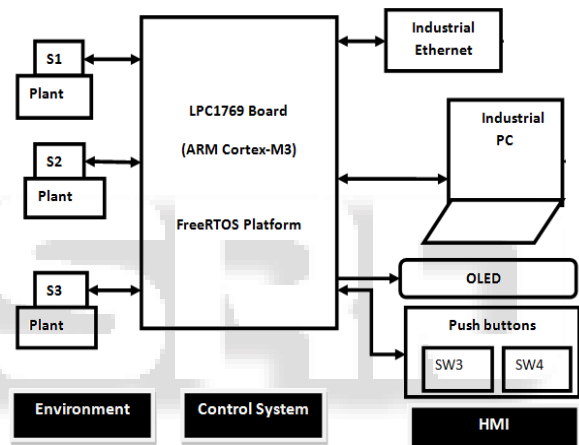 S1
Plant
S2
Plant
S3
Plant
LPC1769 Board
(ARM Cortex-M3)
FreeRTOS Platform
Industrial
Ethernet
Industrial
PC
OLED
Push buttons
SW3
SW4
Environment
Control System
HMI